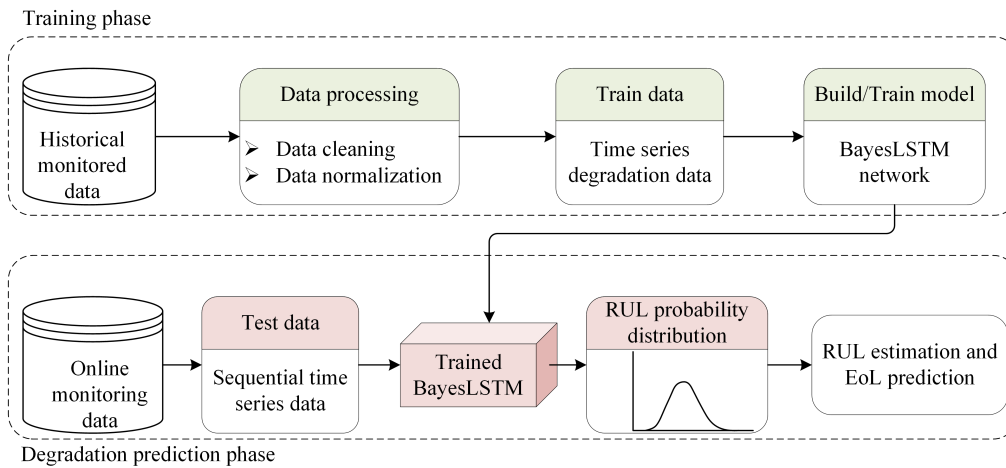 Training phase
Historical
monitored
data
Data processing
Data cleaning
Data normalization
Train data
Time series
degradation data
Build/Train model
BayesLSTM
network
Online
monitoring
data
Test data
Sequential time
series data
Trained
BayesLSTM
RUL probability
distribution
RUL estimation and
EoL prediction
Degradation prediction phase